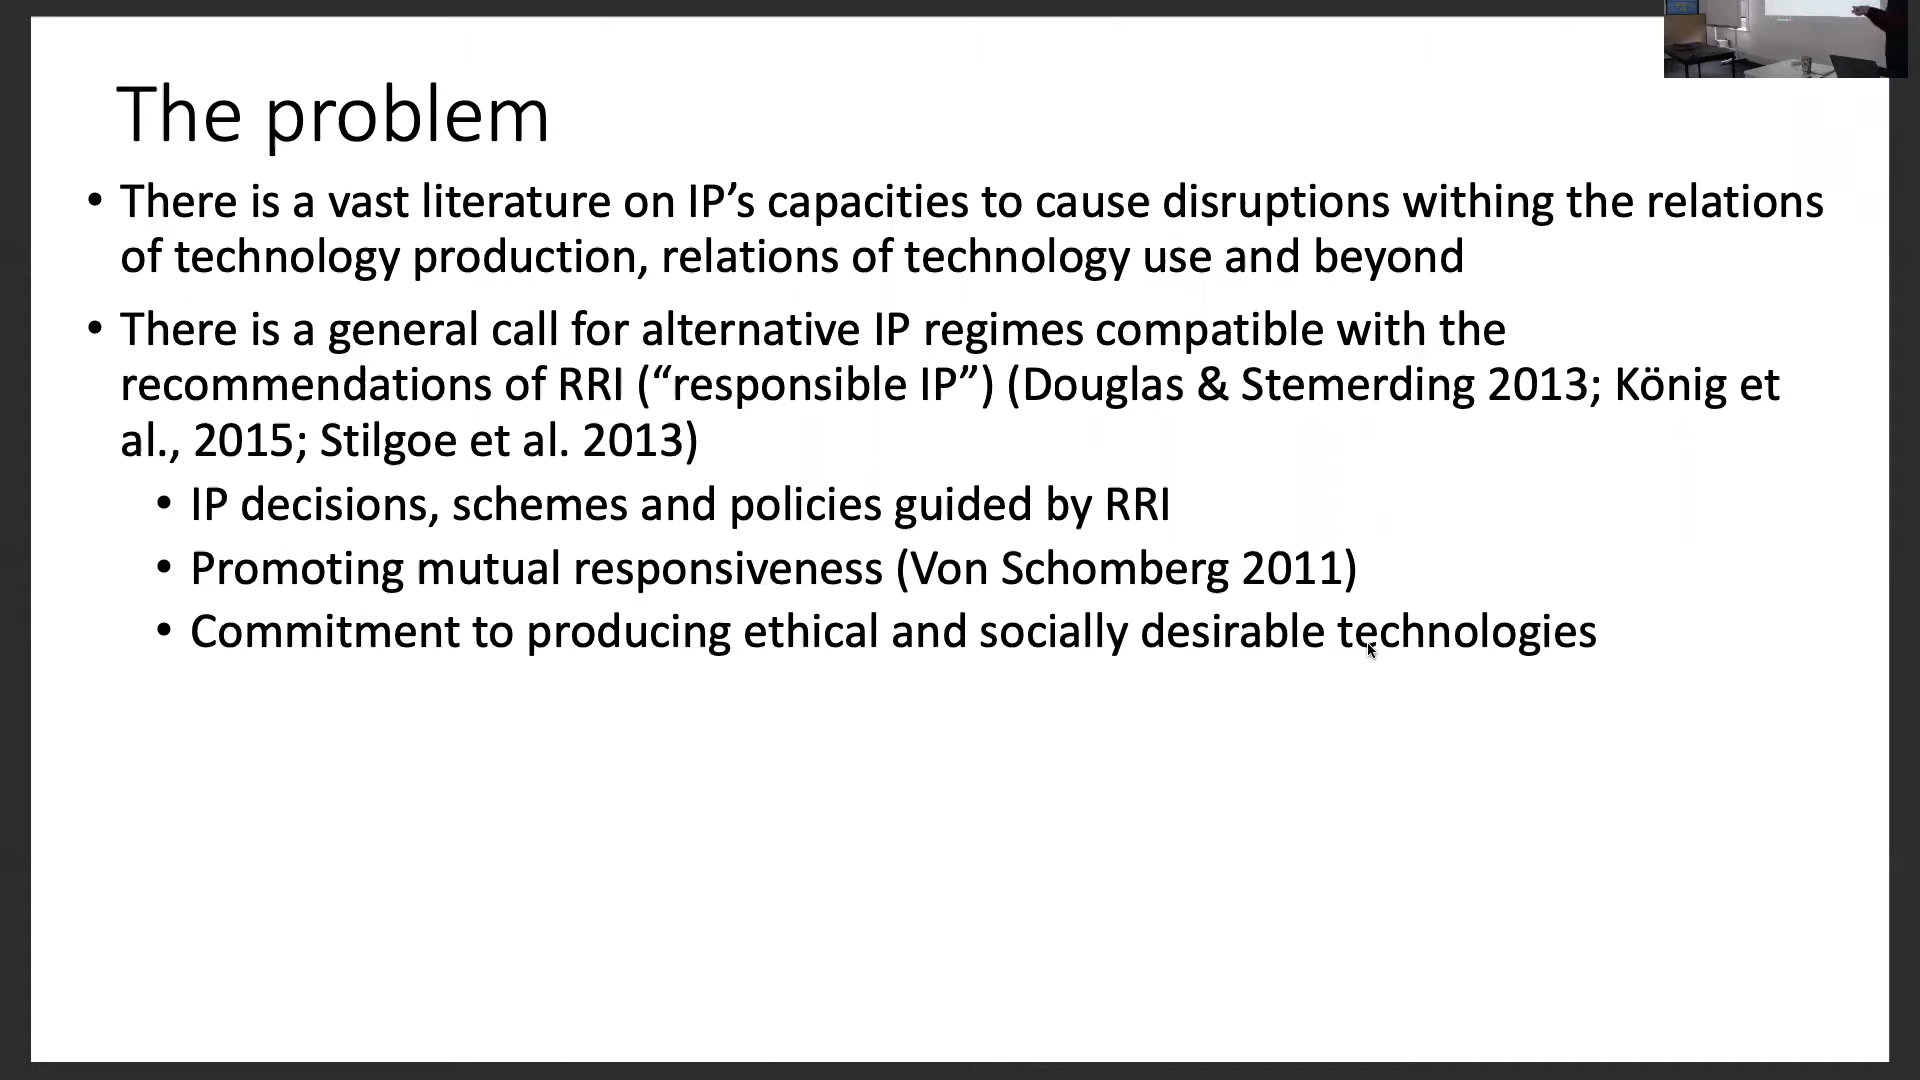 The problem
• There is a vast literature on IP’s capacities to cause disruptions withing the relations
of technology production, relations of technology use and beyond
• There is a general call for alternative IP regimes compatible with the
recommendations of RRI (“responsible IP”) (Douglas & Stemerding 2013; König et
al., 2015; Stilgoe et al. 2013)
• IP decisions, schemes and policies guided by RRI
• Promoting mutual responsiveness (Von Schomberg 2011)
• Commitment to producing ethical and socially desirable technologies